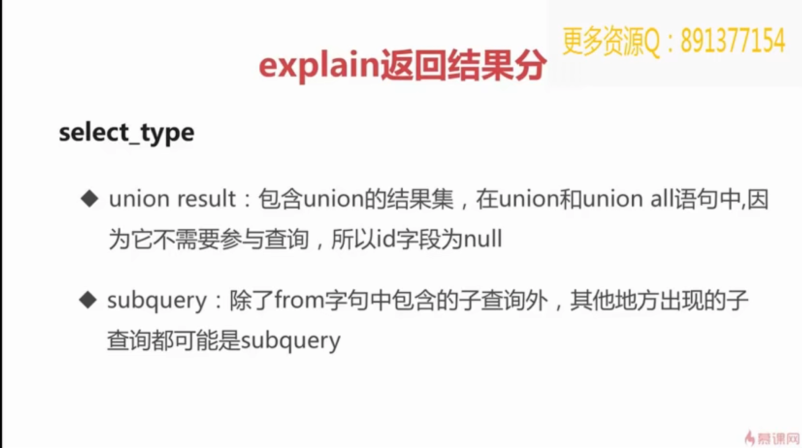 更多资源Q：891377154
explain返回结果分
select_type
◆ union result：包含union的结果集，在union和union all语句中,因
为它不需要参与查询，所以id字段为null
◆ subquery：除了from字句中包含的子查询外，其他地方出现的子
查询都可能是subquery
慕课网